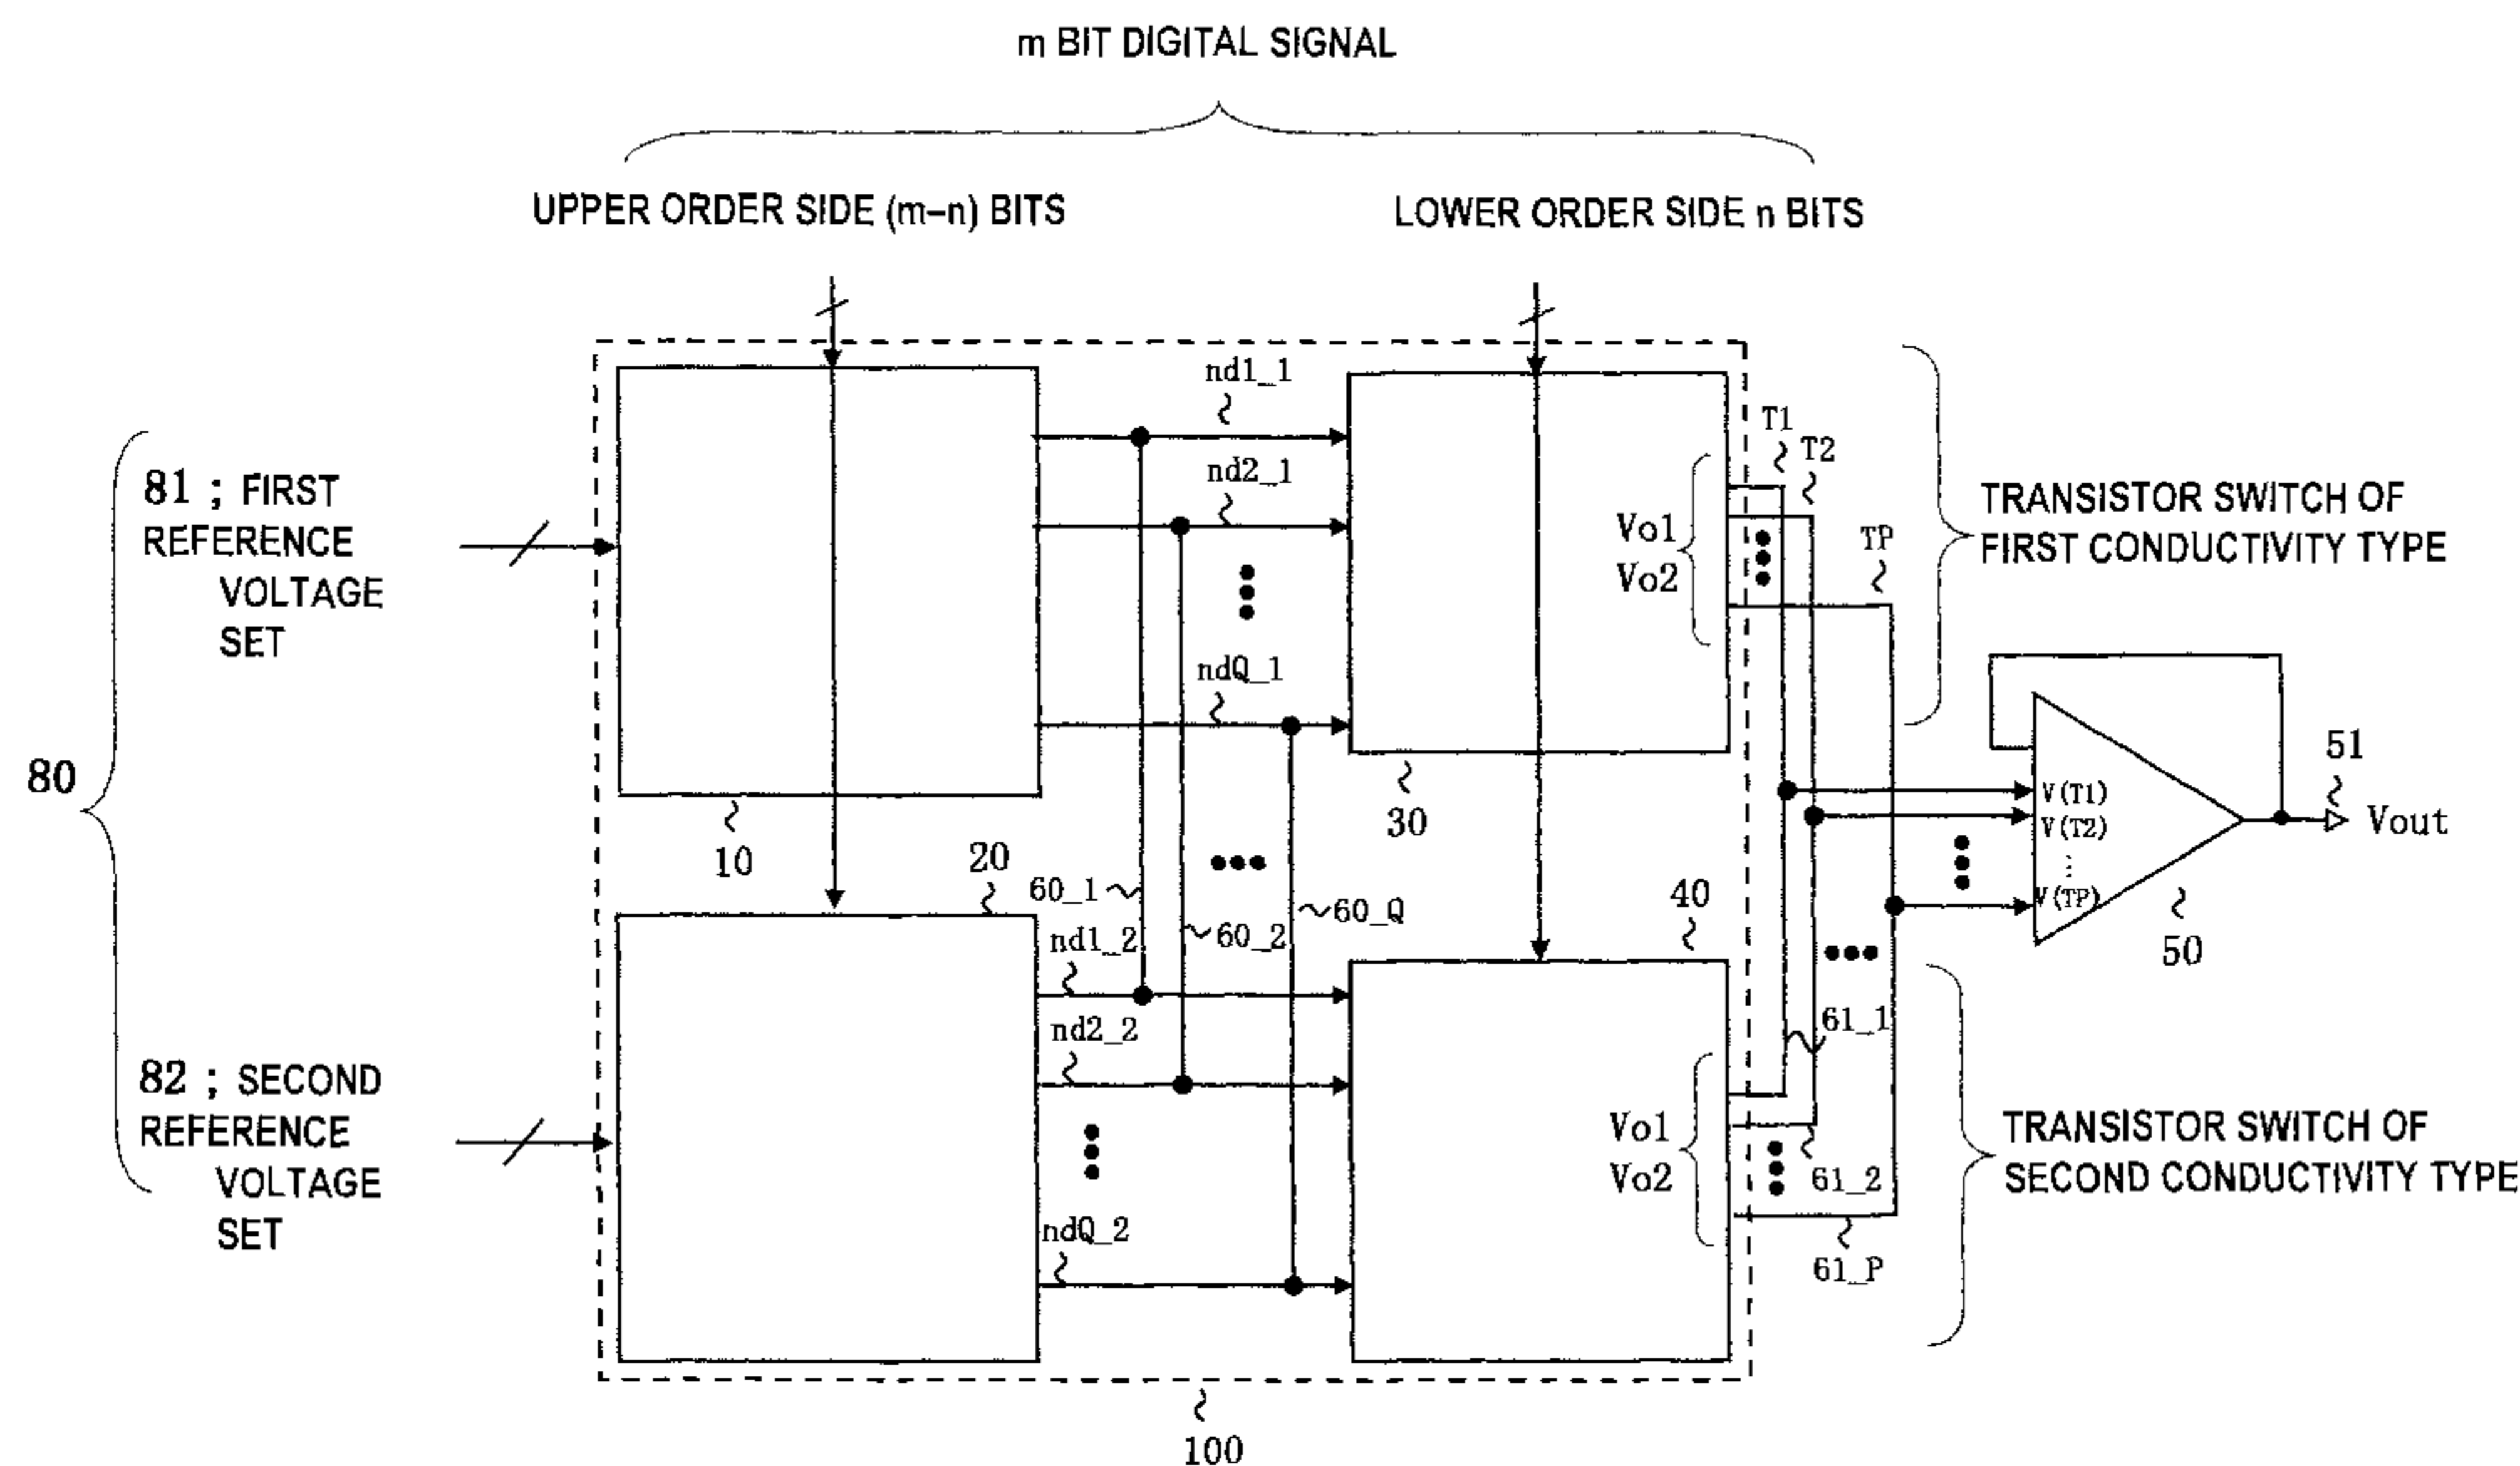 m BIT DIGITAL SIGNAL
UPPER ORDER SIDE (m-n) BITS
LOWER ORDER SIDE n BITS
nd1_1
T1
T2
81 ; FIRST
REFERENCE
VOLTAGE
SET
nd2_1
Vo1
Vo2
TP
TRANSISTOR SWITCH OF
FIRST CONDUCTIVITY TYPE
ndQ_1
80
10
30
51
V(T1)
V(T2)
⋮
V(TP)
Vout
20
60_1
60_2
60_Q
40
50
nd1_2
nd2_2
61_1
82 ; SECOND
REFERENCE
VOLTAGE
SET
Vo1
Vo2
61_2
TRANSISTOR SWITCH OF
SECOND CONDUCTIVITY TYPE
ndQ_2
61_P
100